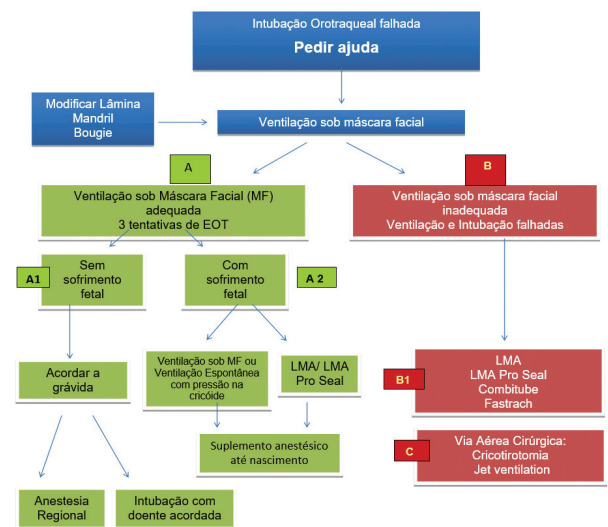 Intubação Orotraqueal falhada
Pedir ajuda
Modificar Lâmina
Mandril
Bougie
Ventilação sob máscara facial
A
B
Ventilação sob Máscara Facial (MF)
adequada
3 tentativas de EOT
Ventilação sob máscara facial
inadequada
Ventilação e Intubação falhadas
A1
Sem
sofrimento
fetal
Com
sofrimento
fetal
A 2
Acordar a
grávida
Ventilação sob MF ou
Ventilação Espontânea
com pressão na
cricóide
LMA/ LMA
Pro Seal
B1
LMA
LMA Pro Seal
Combitube
Fastrach
Suplemento anestésico
até nascimento
C
Via Aérea Cirúrgica:
Cricotirotomia
Jet ventilation
Anestesia
Regional
Intubação com
doente acordada